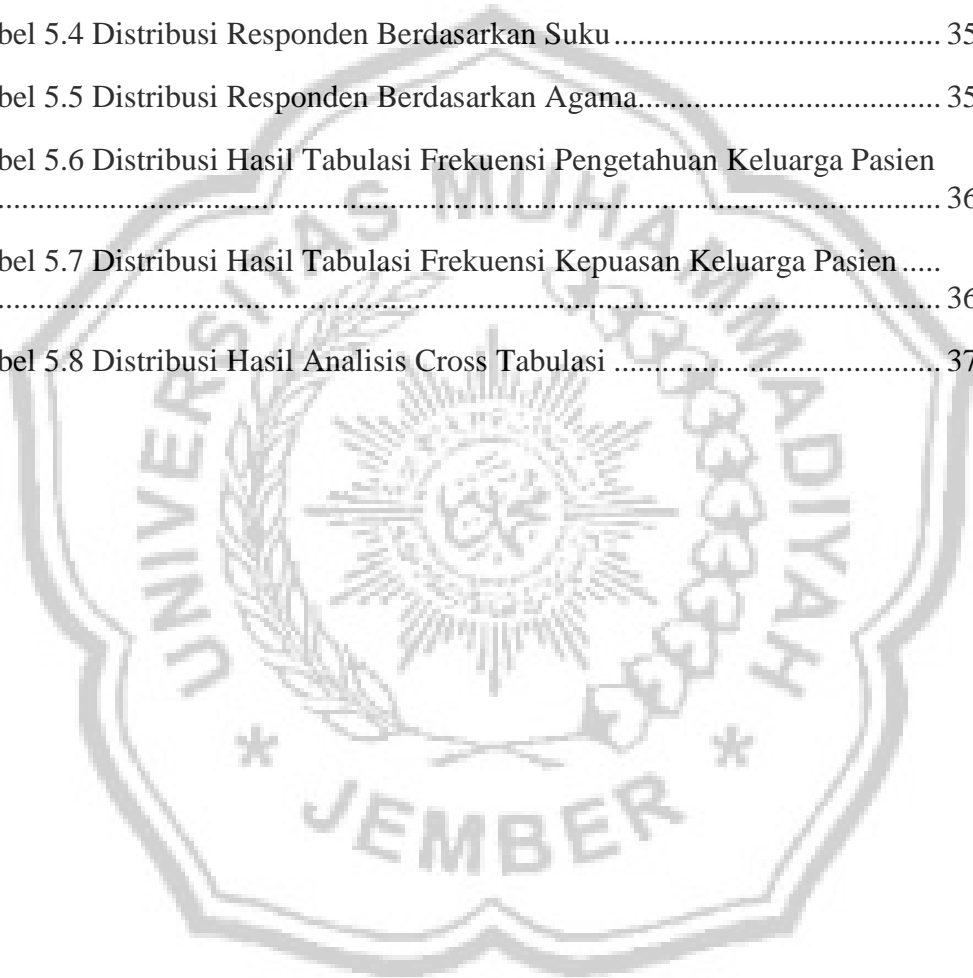 bel 5.4 Distribusi Responden Berdasarkan Suku ..................................... 35
bel 5.5 Distribusi Responden Berdasarkan Agama.................................. 35
bel 5.6 Distribusi Hasil Tabulasi Frekuensi Pengetahuan Keluarga Pasien
.......................................................................................................... 36
bel 5.7 Distribusi Hasil Tabulasi Frekuensi Kepuasan Keluarga Pasien .....
.......................................................................................................... 36
bel 5.8 Distribusi Hasil Analisis Cross Tabulasi ..................................... 37
UNIVERSITAS MUHAMMADIYAH
* JEMBER *